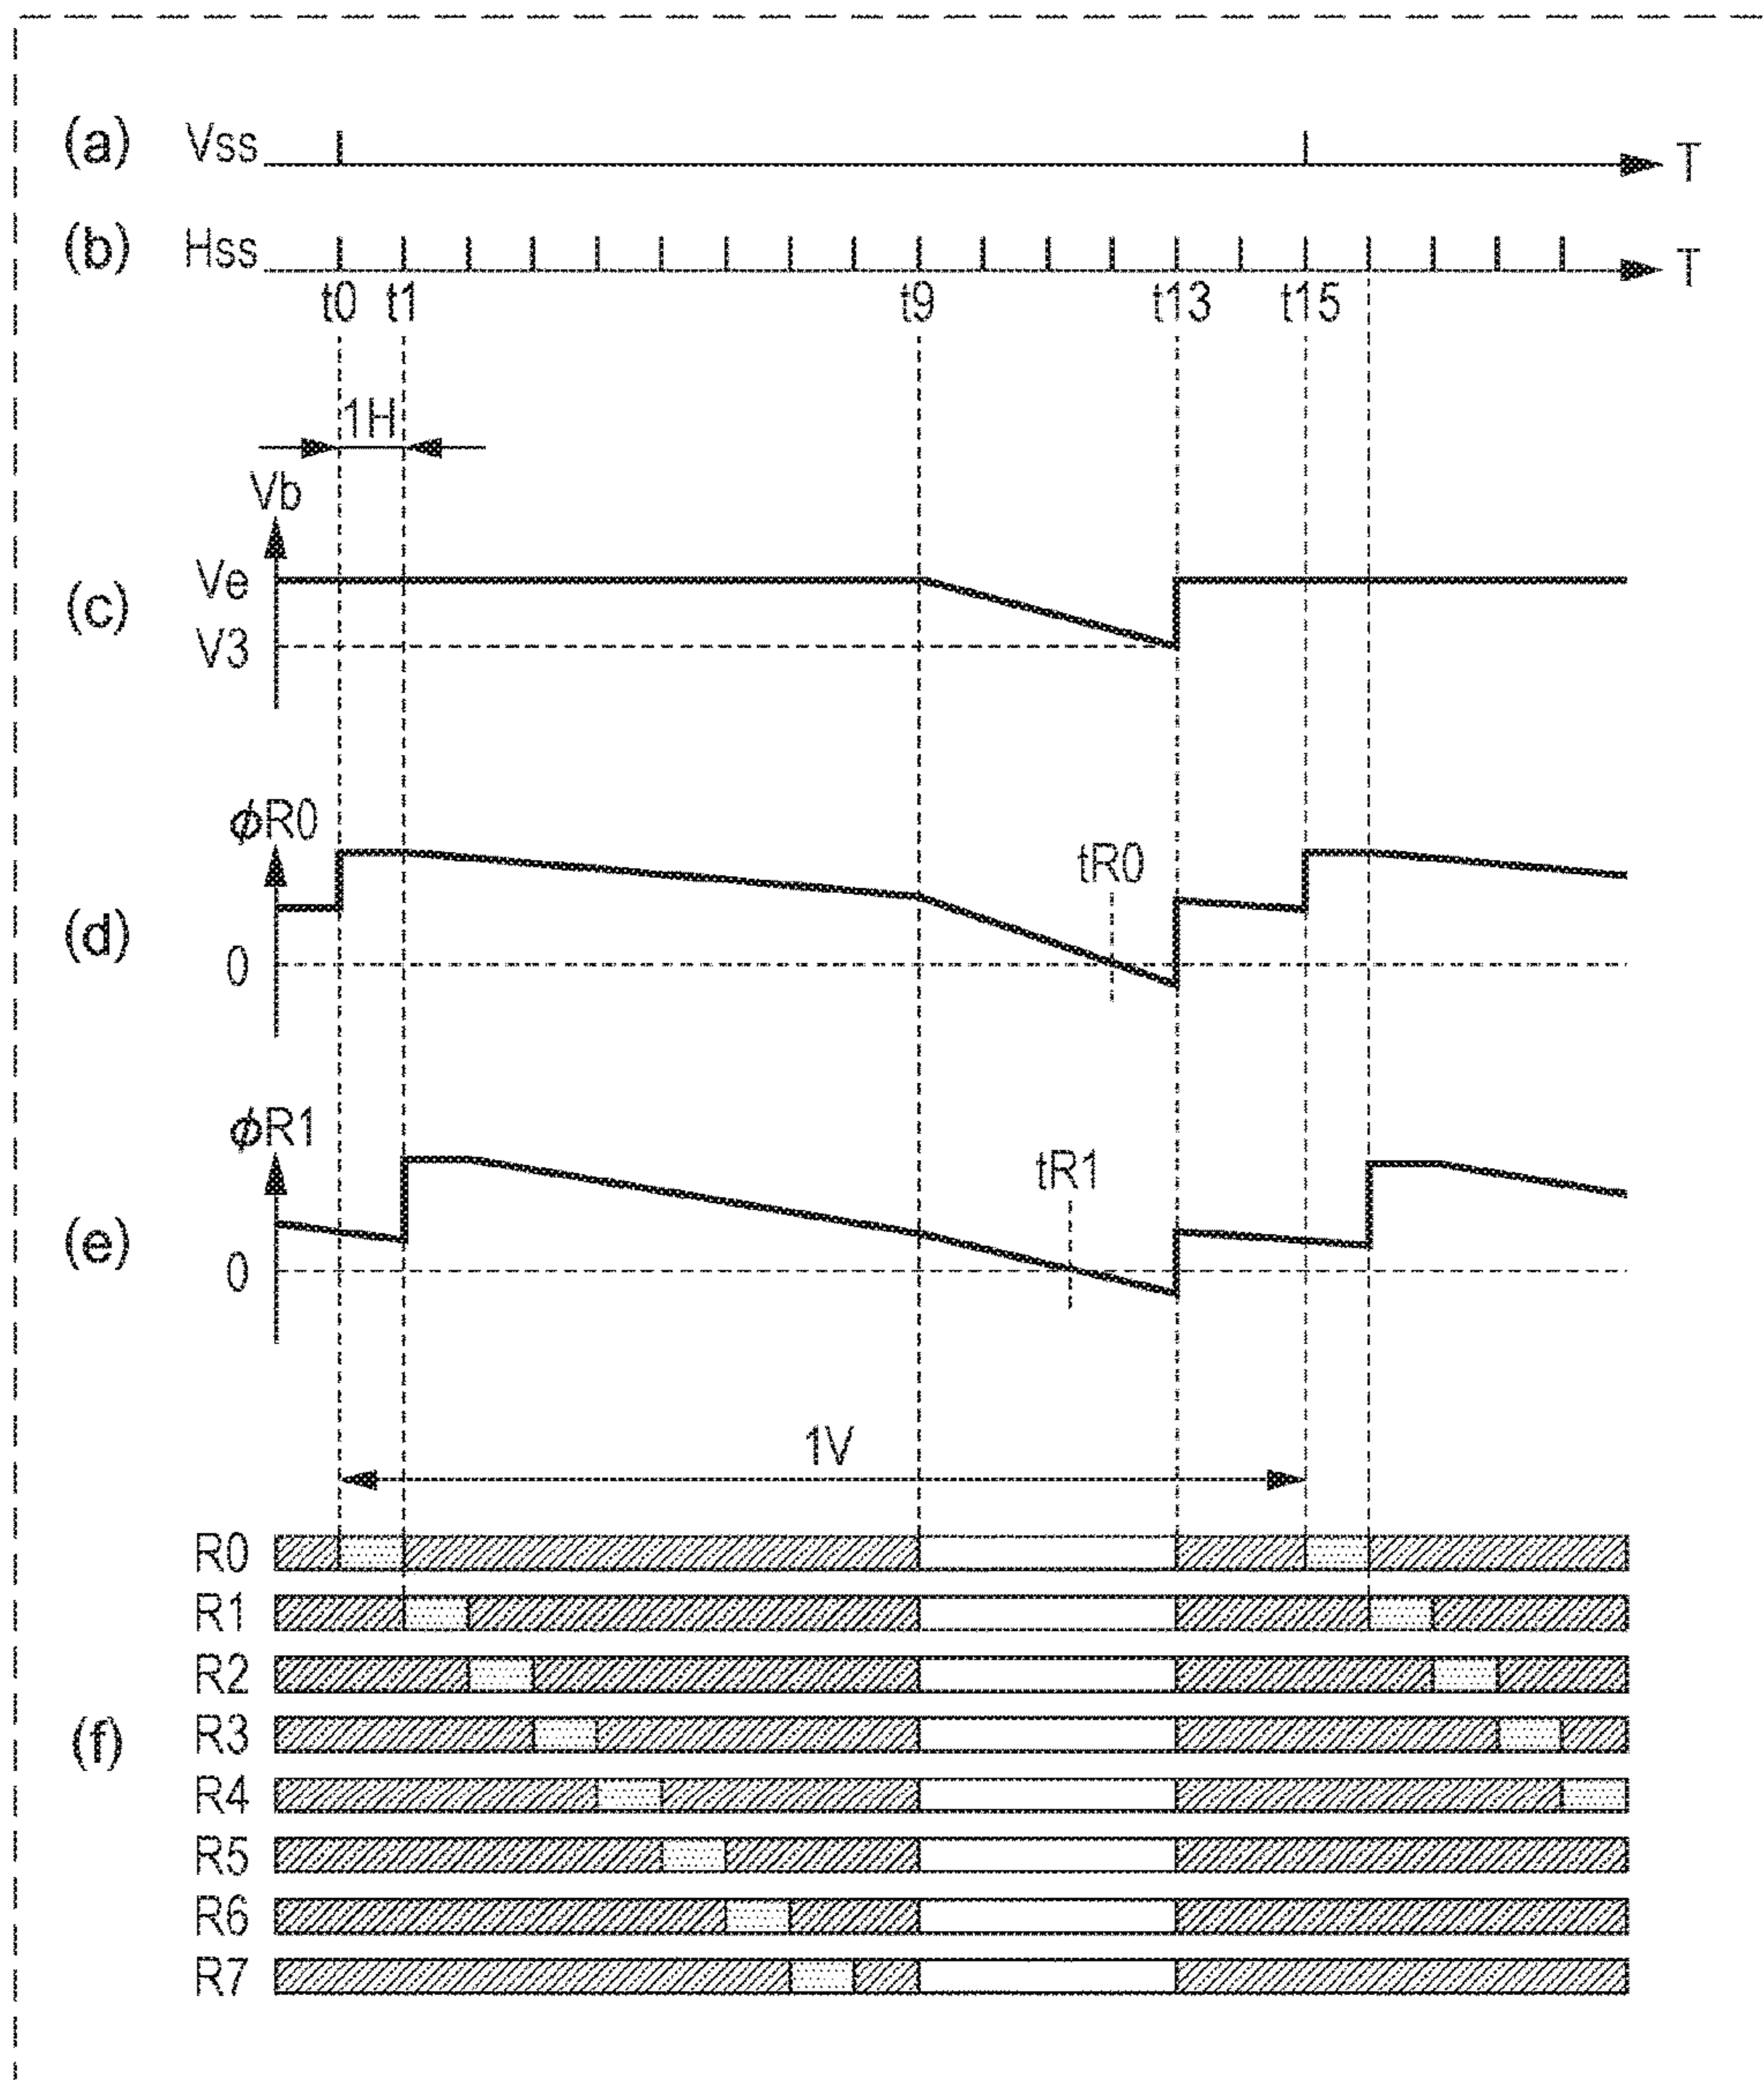 (a) Vss T
(b) Hss T
t0 t1 t9 t13 t15
1H
Vb
(c) Ve
V3
ϕR0
tR0
(d)
0
ϕR1
tR1
(e)
0
1V
R0
R1
R2
R3
(f)
R4
R5
R6
R7